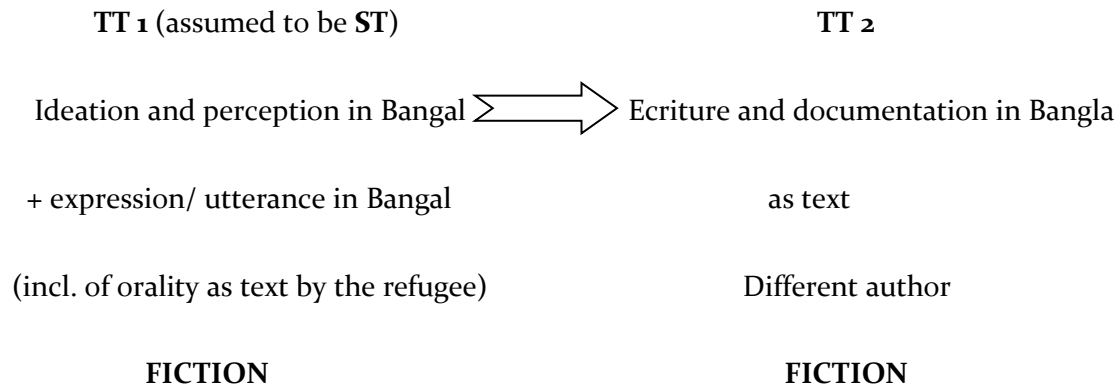 TT 1 (assumed to be ST) TT 2
Ideation and perception in Bangal Ecriture and documentation in Bangla
+ expression/ utterance in Bangal as text
(incl. of orality as text by the refugee) Different author
FICTION FICTION